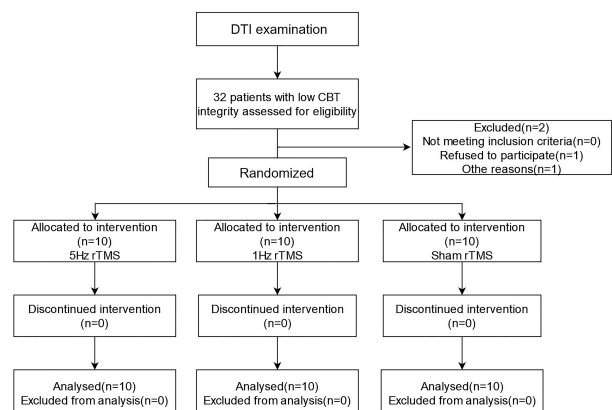 DTI examination
32 patients with low CBT
integrity assessed for eligibility
Excluded(n=2)
Not meeting inclusion criteria(n=0)
Refused to participate(n=1)
Other reasons(n=1)
Randomized
Allocated to intervention
(n=10)
5Hz rTMS
Allocated to intervention
(n=10)
1Hz rTMS
Allocated to intervention
(n=10)
Sham rTMS
Discontinued intervention
(n=0)
Discontinued intervention
(n=0)
Discontinued intervention
(n=0)
Analysed(n=10)
Excluded from analysis(n=0)
Analysed(n=10)
Excluded from analysis(n=0)
Analysed(n=10)
Excluded from analysis(n=0)